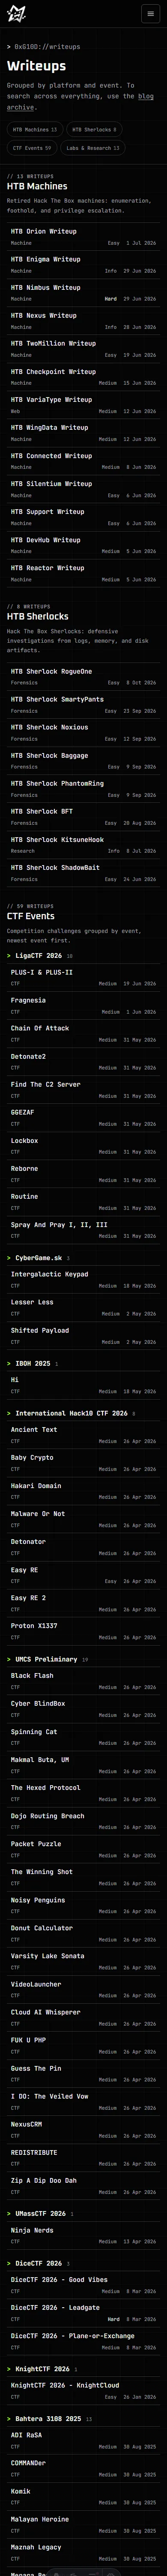 > 0xG10D://writeups
Writeups
Grouped by platform and event. To
search across everything, use the blog
archive.
HTB Machines 13
HTB Sherlocks 8
CTF Events 59
Labs & Research 13
// 13 WRITEUPS
HTB Machines
Retired Hack The Box machines: enumeration,
foothold, and privilege escalation.
HTB Orion Writeup
Machine Easy 1 Jul 2026
HTB Enigma Writeup
Machine Info 29 Jun 2026
HTB Nimbus Writeup
Machine Hard 29 Jun 2026
HTB Nexus Writeup
Machine Info 28 Jun 2026
HTB TwoMillion Writeup
Machine Easy 19 Jun 2026
HTB Checkpoint Writeup
Machine Medium 15 Jun 2026
HTB VariaType Writeup
Web Medium 12 Jun 2026
HTB WingData Writeup
Machine Medium 12 Jun 2026
HTB Connected Writeup
Machine Medium 8 Jun 2026
HTB Silentium Writeup
Machine Easy 6 Jun 2026
HTB Support Writeup
Machine Easy 6 Jun 2026
HTB DevHub Writeup
Machine Medium 5 Jun 2026
HTB Reactor Writeup
Machine Medium 5 Jun 2026
// 8 WRITEUPS
HTB Sherlocks
Hack The Box Sherlocks: defensive
investigations from logs, memory, and disk
artifacts.
HTB Sherlock RogueOne
Forensics Easy 8 Oct 2025
HTB Sherlock SmartyPants
Forensics Easy 23 Sep 2025
HTB Sherlock Noxious
Forensics Easy 12 Sep 2025
HTB Sherlock Baggage
Forensics Easy 9 Sep 2025
HTB Sherlock PhantomRing
Forensics Easy 9 Sep 2025
HTB Sherlock BFT
Forensics Easy 20 Aug 2025
HTB Sherlock KitsuneHook
Research Info 8 Jul 2025
HTB Sherlock ShadowBait
Forensics Easy 24 Jun 2025
// 59 WRITEUPS
CTF Events
Competition challenges grouped by event,
newest event first.
> LigaCTF 2026 10
PLUS-I & PLUS-II
CTF Medium 19 Jun 2026
Fragnesia
CTF Medium 1 Jun 2026
Chain Of Attack
CTF Medium 31 May 2026
Detonate2
CTF Medium 31 May 2026
Find The C2 Server
CTF Medium 31 May 2026
GGEZAF
CTF Medium 31 May 2026
Lockbox
CTF Medium 31 May 2026
Reborne
CTF Medium 31 May 2026
Routine
CTF Medium 31 May 2026
Spray And Pray I, II, III
CTF Medium 31 May 2026
> CyberGame.sk 3
Intergalactic Keypad
CTF Medium 18 May 2026
Lesser Less
CTF Medium 2 May 2026
Shifted Payload
CTF Medium 2 May 2026
> IBOH 2025 1
Hi
CTF Medium 18 May 2026
> International Hack10 CTF 2026 8
Ancient Text
CTF Medium 26 Apr 2026
Baby Crypto
CTF Medium 26 Apr 2026
Hakari Domain
CTF Medium 26 Apr 2026
Malware Or Not
CTF Medium 26 Apr 2026
Detonator
CTF Medium 26 Apr 2026
Easy RE
CTF Easy 26 Apr 2026
Easy RE 2
CTF Medium 26 Apr 2026
Proton X1337
CTF Medium 26 Apr 2026
> UMCS Preliminary 19
Black Flash
CTF Medium 26 Apr 2026
Cyber BlindBox
CTF Medium 26 Apr 2026
Spinning Cat
CTF Medium 26 Apr 2026
Makmal Buta, UM
CTF Medium 26 Apr 2026
The Hexed Protocol
CTF Medium 26 Apr 2026
Dojo Routing Breach
CTF Medium 26 Apr 2026
Packet Puzzle
CTF Medium 26 Apr 2026
The Winning Shot
CTF Medium 26 Apr 2026
Noisy Penguins
CTF Medium 26 Apr 2026
Donut Calculator
CTF Medium 26 Apr 2026
Varsity Lake Sonata
CTF Medium 26 Apr 2026
VideoLauncher
CTF Medium 26 Apr 2026
Cloud AI Whisperer
CTF Medium 26 Apr 2026
FUK U PHP
CTF Medium 26 Apr 2026
Guess The Pin
CTF Medium 26 Apr 2026
I DO: The Veiled Vow
CTF Medium 26 Apr 2026
NexusCRM
CTF Medium 26 Apr 2026
REDISTRIBUTE
CTF Medium 26 Apr 2026
Zip A Dip Doo Dah
CTF Medium 26 Apr 2026
> UMassCTF 2026 1
Ninja Nerds
CTF Medium 13 Apr 2026
> DiceCTF 2026 3
DiceCTF 2026 - Good Vibes
CTF Medium 8 Mar 2026
DiceCTF 2026 - Leadgate
CTF Hard 8 Mar 2026
DiceCTF 2026 - Plane-or-Exchange
CTF Medium 8 Mar 2026
> KnightCTF 2026 1
KnightCTF 2026 - KnightCloud
CTF Easy 26 Jan 2026
> Bahtera 3108 2025 13
ADI RaSA
CTF Medium 30 Aug 2025
COMMANDer
CTF Medium 30 Aug 2025
Komik
CTF Medium 30 Aug 2025
Malayan Heroine
CTF Medium 30 Aug 2025
Maznah Legacy
CTF Medium 30 Aug 2025